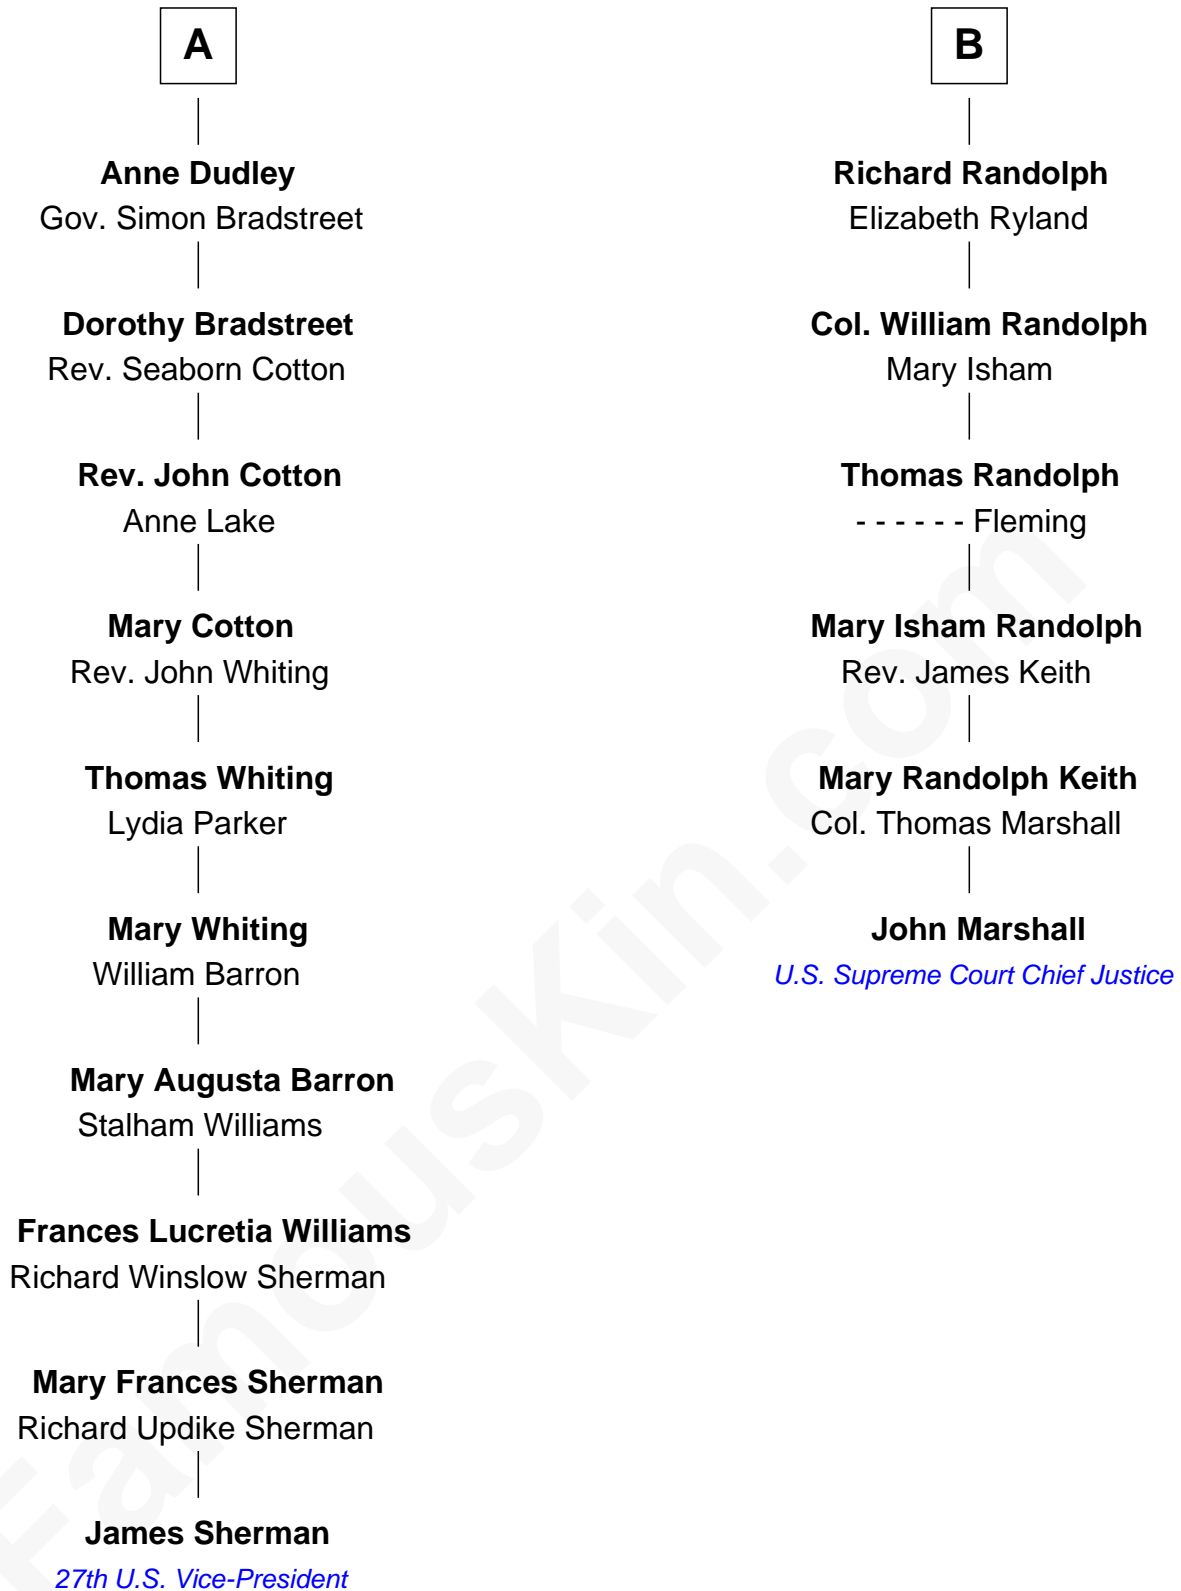 A
Anne Dudley
Gov. Simon Bradstreet
Dorothy Bradstreet
Rev. Seaborn Cotton
Rev. John Cotton
Anne Lake
Mary Cotton
Rev. John Whiting
Thomas Whiting
Lydia Parker
Mary Whiting
William Barron
Mary Augusta Barron
Stalham Williams
Frances Lucretia Williams
Richard Winslow Sherman
Mary Frances Sherman
Richard Updike Sherman
James Sherman
27th U.S. Vice-President
B
Richard Randolph
Elizabeth Ryland
Col. William Randolph
Mary Isham
Thomas Randolph
- - - - - - Fleming
Mary Isham Randolph
Rev. James Keith
Mary Randolph Keith
Col. Thomas Marshall
John Marshall
U.S. Supreme Court Chief Justice
FamousKin.com